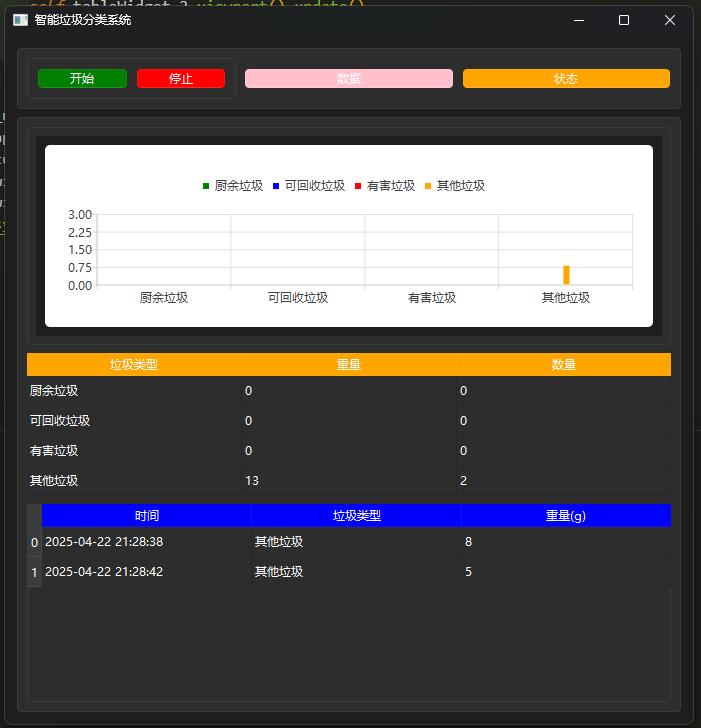 self.tableWidget_2.viewport().update()
智能垃圾分类系统
开始 停止 数据 状态
厨余垃圾 可回收垃圾 有害垃圾 其他垃圾
3.00
2.25
1.50
0.75
0.00
厨余垃圾 可回收垃圾 有害垃圾 其他垃圾
垃圾类型 重量 数量
厨余垃圾 0 0
可回收垃圾 0 0
有害垃圾 0 0
其他垃圾 13 2
时间 垃圾类型 重量(g)
0 2025-04-22 21:28:38 其他垃圾 8
1 2025-04-22 21:28:42 其他垃圾 5